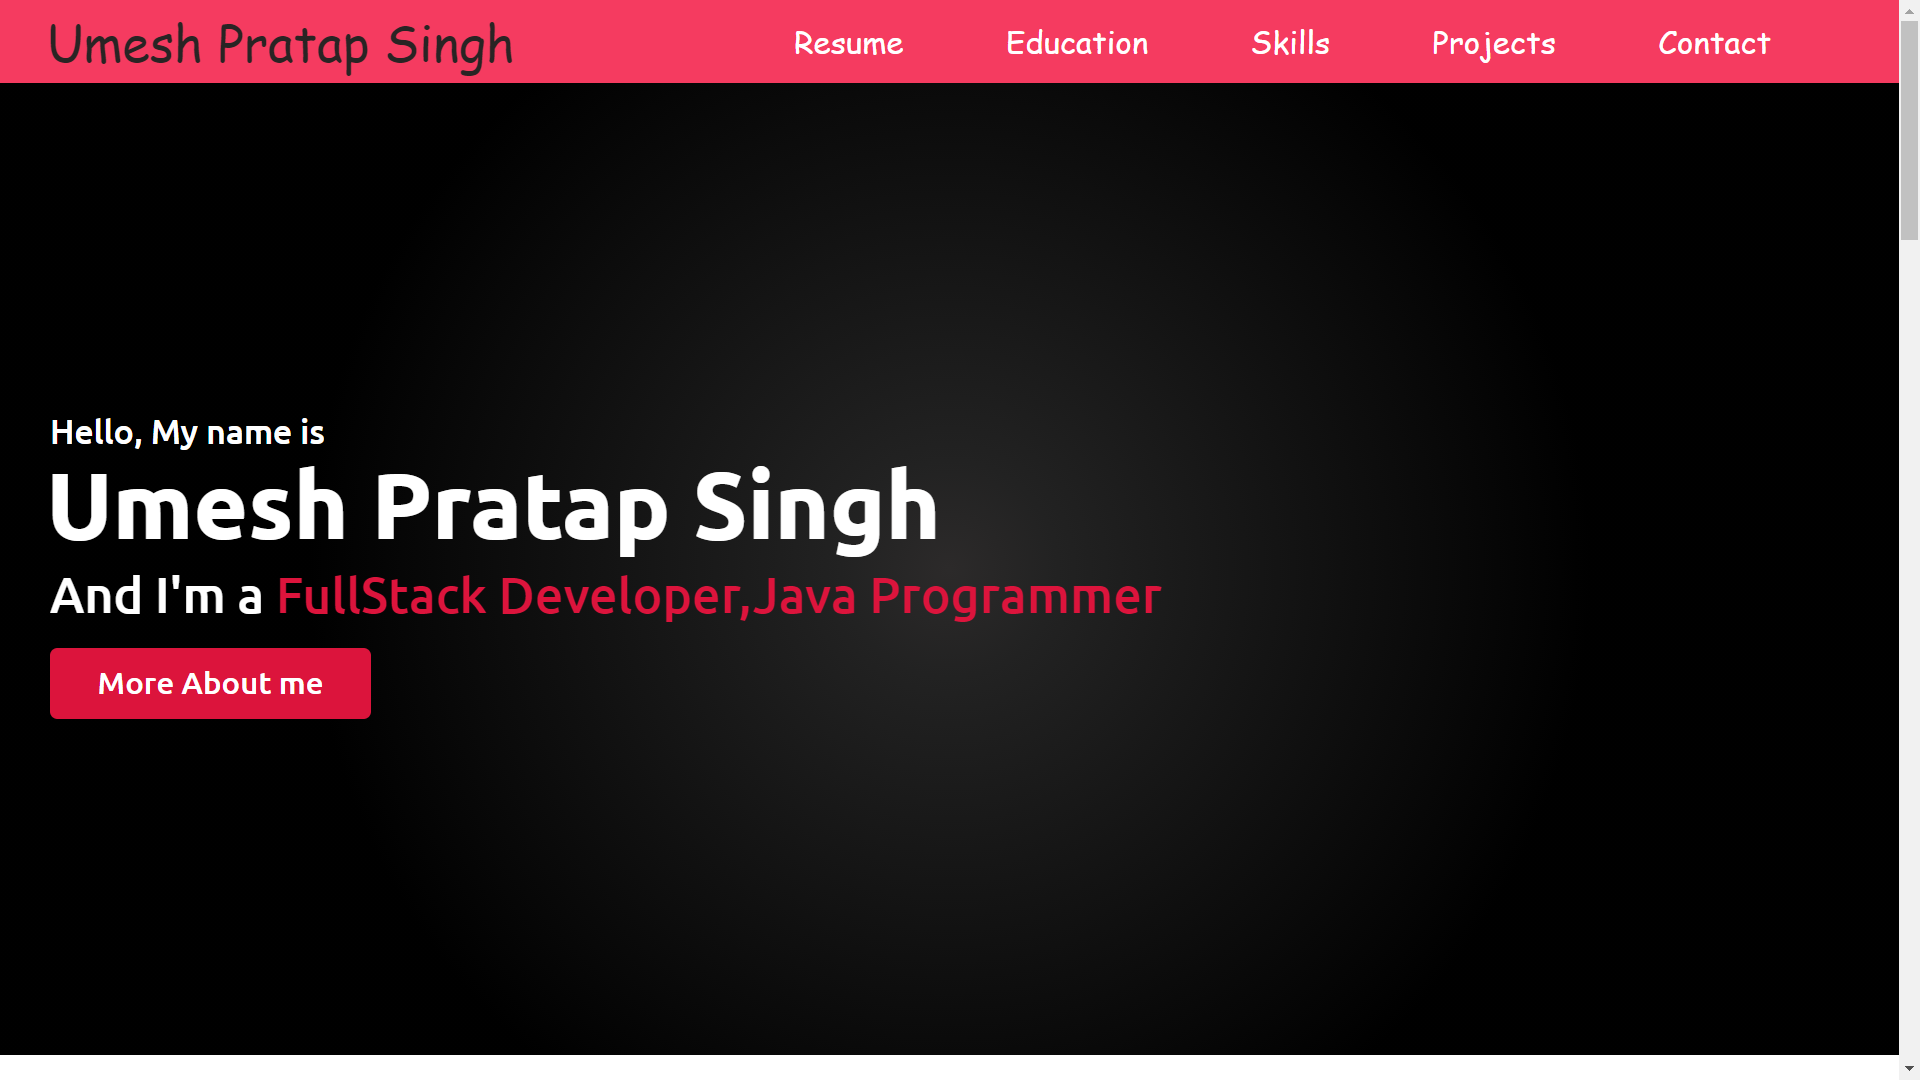 Umesh Pratap Singh
Resume Education Skills Projects Contact
Hello, My name is
Umesh Pratap Singh
And I'm a FullStack Developer,Java Programmer
More About me